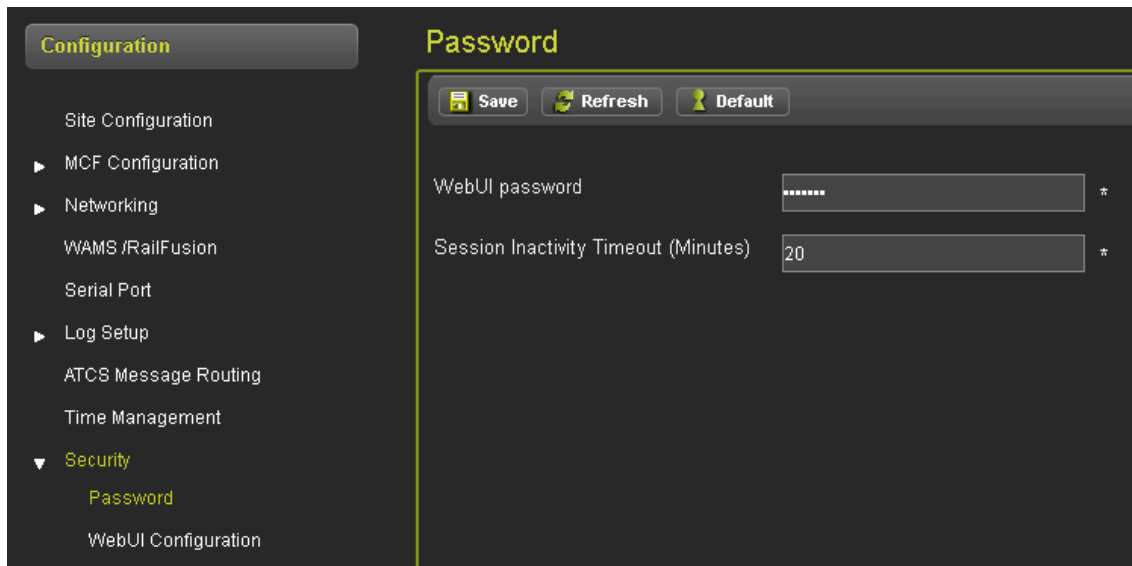 Configuration
Site Configuration
MCF Configuration
Networking
WAMS /RailFusion
Serial Port
Log Setup
ATCS Message Routing
Time Management
Security
Password
WebUI Configuration
Password
Save Refresh Default
WebUI password ••••••• *
Session Inactivity Timeout (Minutes) 20 *